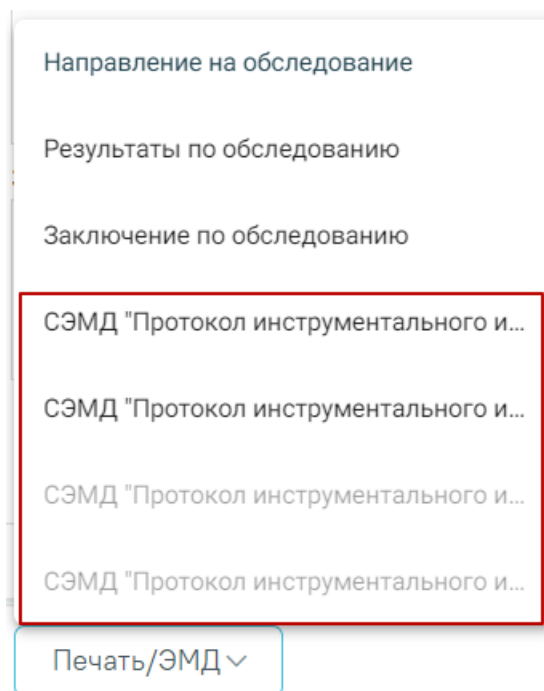 Направление на обследование
Результаты по обследованию
Заключение по обследованию
СЭМД "Протокол инструментального и...
СЭМД "Протокол инструментального и...
СЭМД "Протокол инструментального и...
СЭМД "Протокол инструментального и...
Печать/ЭМД